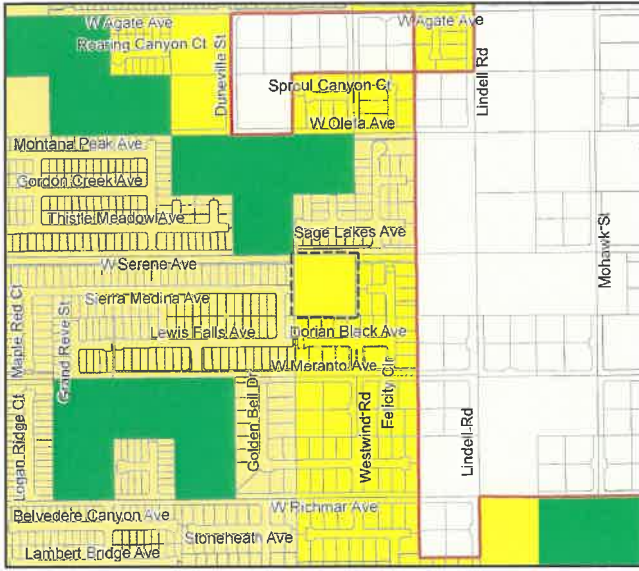 W Agate Ave
W Agate Ave
Roaring Canyon Ct
Duneville St
Lindell Rd
Sproul Canyon Ct
W Oleta Ave
Montana Peak Ave
Gordon Creek Ave
Thistle Meadow Ave
Sage Lakes Ave
Mohawk St
W Serene Ave
Maple Red Ct
Sierra Medina Ave
Grand Reve St
Lewis Falls Ave
Dorian Black Ave
W Meranto Ave
Logan Ridge Ct
Golden Bell Dr
Westwind Rd
Felicity Cir
Lindell Rd
W Richmar Ave
Belvedere Canyon Ave
Stoneheath Ave
Lambert Bridge Ave